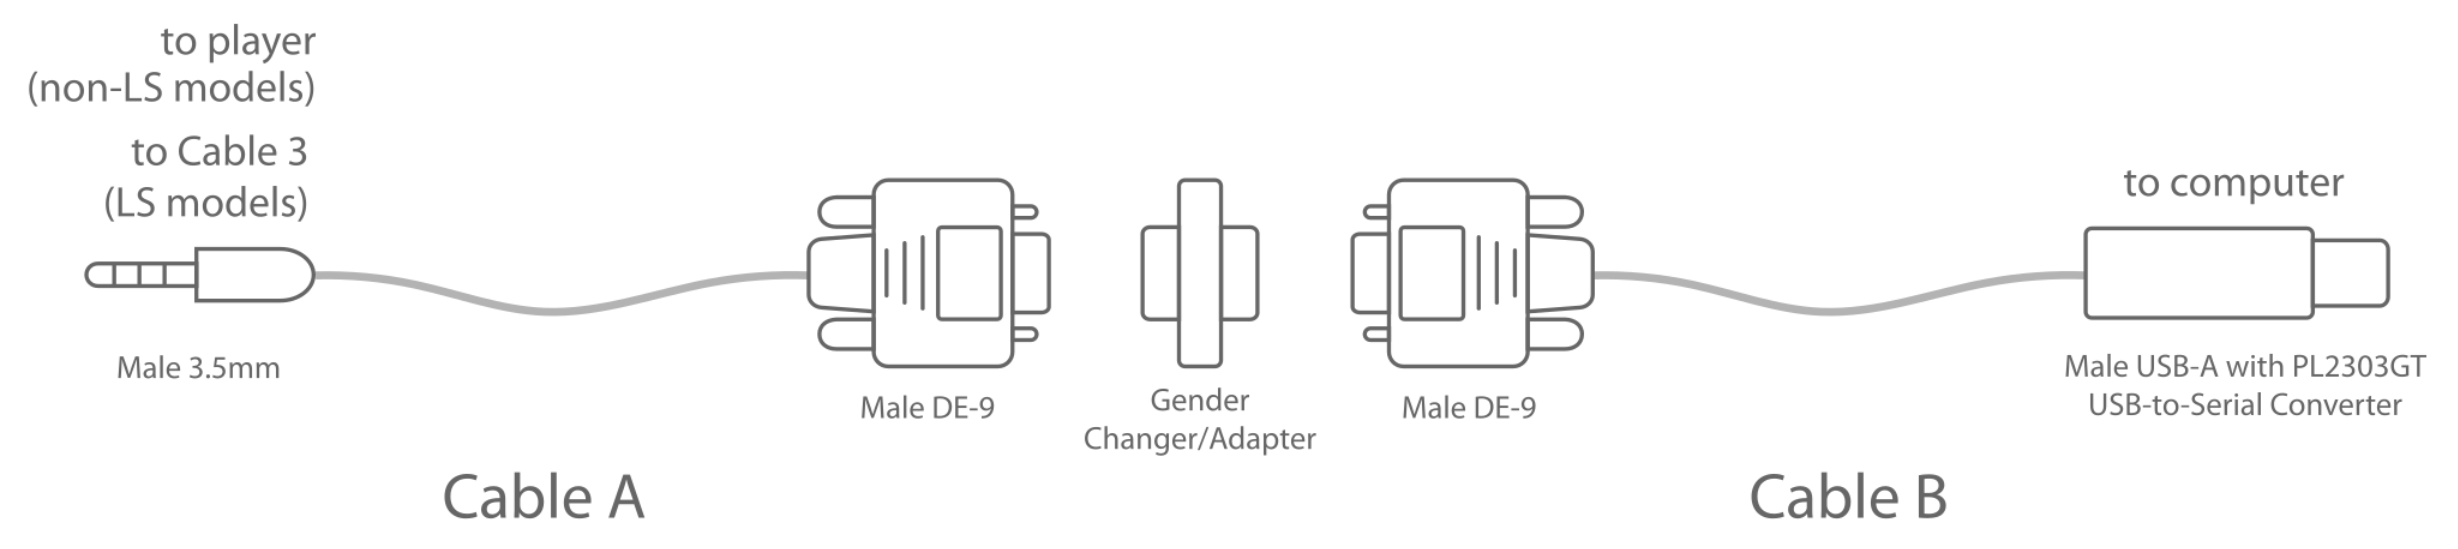 to player
(non-LS models)
to Cable 3
(LS models)
Male 3.5mm
Male DE-9
Gender
Changer/Adapter
Male DE-9
to computer
Male USB-A with PL2303GT
USB-to-Serial Converter
Cable A
Cable B